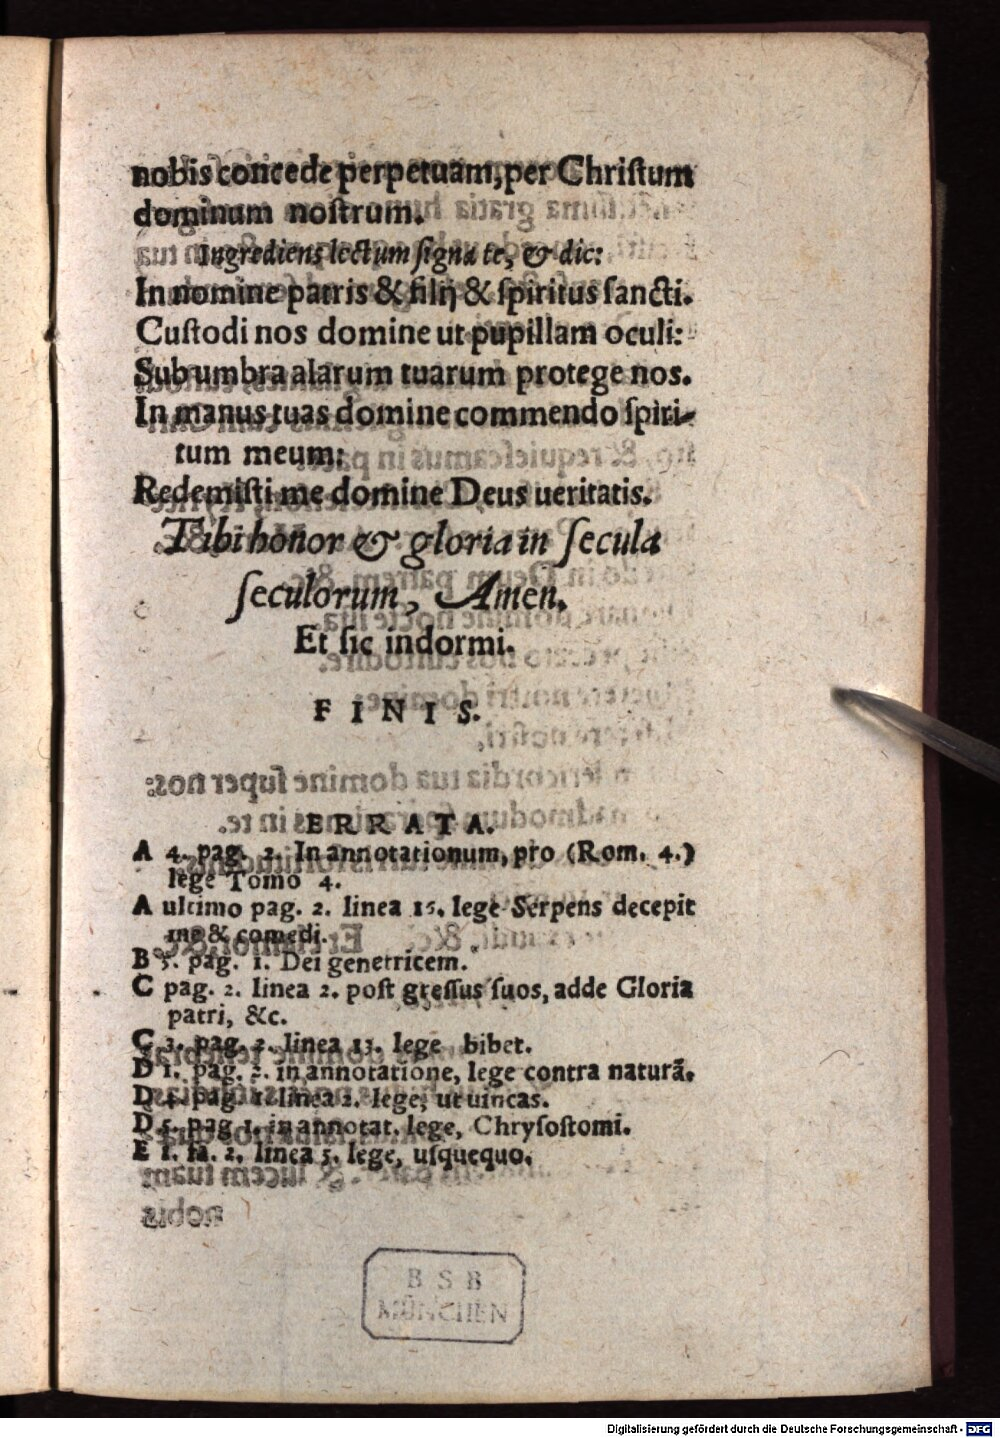 nobis concede perpetuam, per Chriſtum
dominum noſtrum.
Ingrediens lectum ſigna te, & dic:
In nomine patris & filij & ſpiritus ſancti.
Cuſtodi nos domine ut pupillam oculi:
Sub umbra alarum tuarum protege nos.
In manus tuas domine commendo ſpiri-
tum meum:
Redemiſti me domine Deus ueritatis.
Tibi honor & gloria in ſecula
ſeculorum, Amen.
Et ſic indormi.
FINIS.
ERRATA.
A 4. pag. 2. In annotationum, pro (Rom. 4.)
lege Tomo 4.
A ultimo pag. 2. linea 15. lege Serpens decepit
me & comedi.
B 5. pag. 1. Dei genetricem.
C pag. 2. linea 2. poſt greſſus ſuos, adde Gloria
patri, &c.
C 3. pag. 2. linea 13. lege bibet.
D 1. pag. 2. in annotatione, lege contra naturã.
D 4. pag. 1. linea 2. lege, ut uincas.
D 5. pag. 1. in annotat. lege, Chryſoſtomi.
E 1. fa. 2. linea 5. lege, uſquequo.
BSB
MÜNCHEN
Digitalisierung gefördert durch die Deutsche Forschungsgemeinschaft - DFG